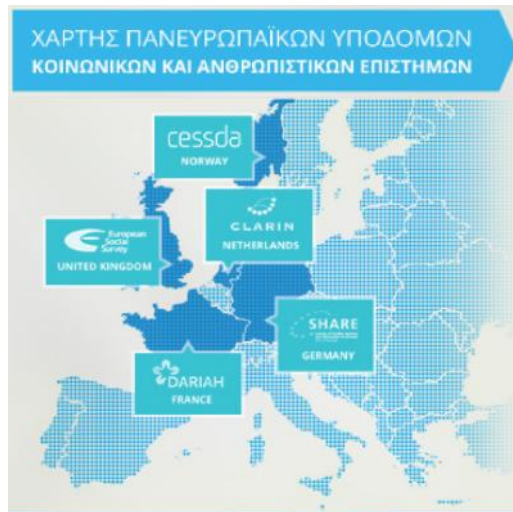 ΧΑΡΤΗΣ ΠΑΝΕΥΡΩΠΑΪΚΩΝ ΥΠΟΔΟΜΩΝ
ΚΟΙΝΩΝΙΚΩΝ ΚΑΙ ΑΝΘΡΩΠΙΣΤΙΚΩΝ ΕΠΙΣΤΗΜΩΝ
cessda
NORWAY
CLARIN
NETHERLANDS
European
Social
Survey
UNITED KINGDOM
SHARE
GERMANY
DARIAH
FRANCE